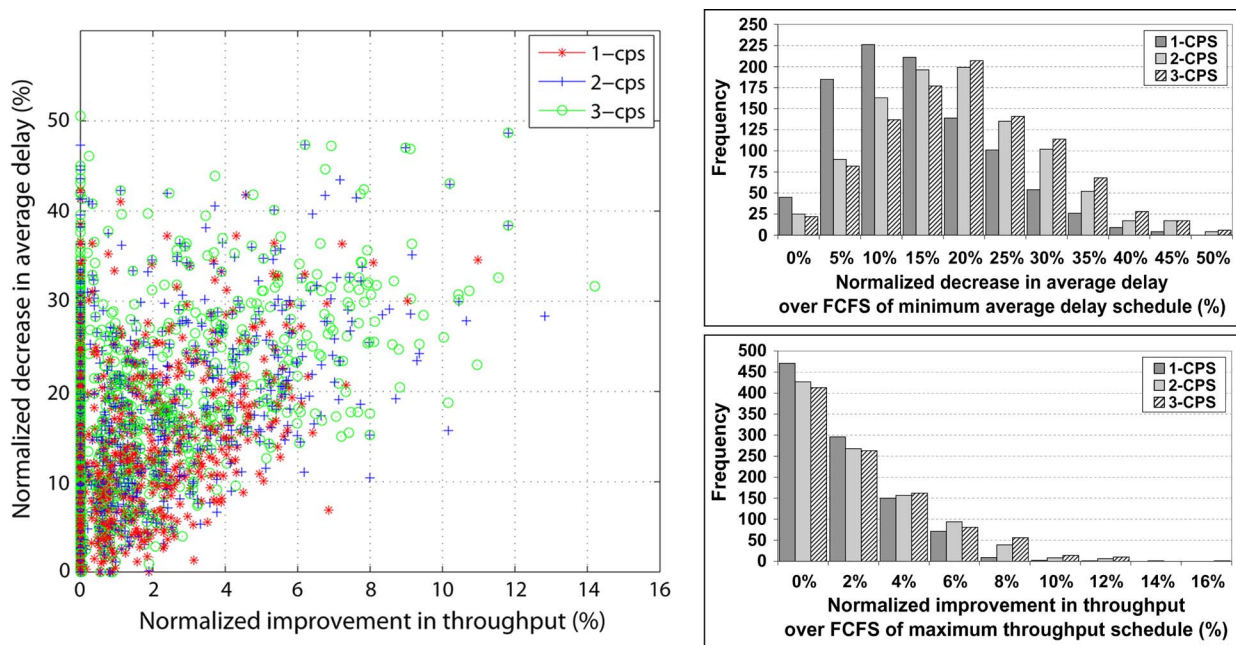 Normalized decrease in average delay (%)
50
40
30
20
10
0
0 2 4 6 8 10 12 14 16
Normalized improvement in throughput (%)
1−cps
2−cps
3−cps
Frequency
250
225
200
175
150
125
100
75
50
25
0
0% 5% 10% 15% 20% 25% 30% 35% 40% 45% 50%
Normalized decrease in average delay
over FCFS of minimum average delay schedule (%)
1-CPS
2-CPS
3-CPS
Frequency
500
450
400
350
300
250
200
150
100
50
0
0% 2% 4% 6% 8% 10% 12% 14% 16%
Normalized improvement in throughput
over FCFS of maximum throughput schedule (%)
1-CPS
2-CPS
3-CPS